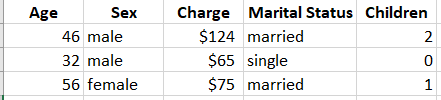 Age Sex Charge Marital Status Children
46 male $124 married 2
32 male $65 single 0
56 female $75 married 1